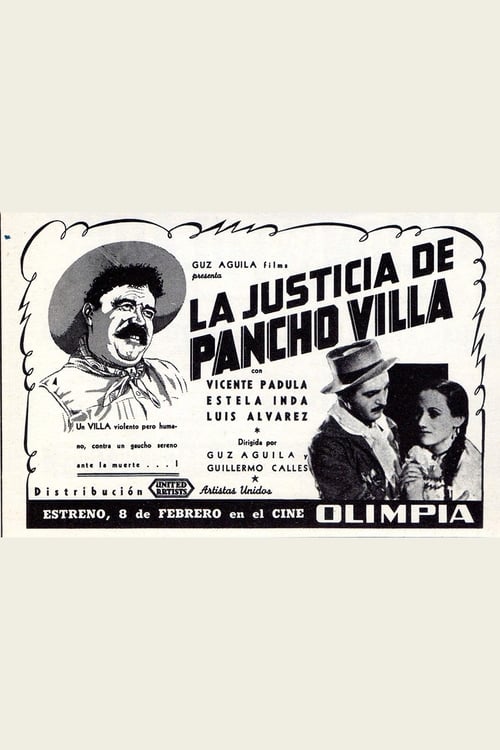 GUZ AGUILA films
presenta
LA JUSTICIA DE
PANCHO VILLA
con
VICENTE PADULA
ESTELA INDA
LUIS ALVAREZ
*
Dirigida por
GUZ AGUILA y
GUILLERMO CALLES
*
Un VILLA violento pero huma-
no, contra un gaucho sereno
ante la muerte . . . !
Distribución UNITED ARTISTS Artistas Unidos
ESTRENO, 8 de FEBRERO en el CINE OLIMPIA